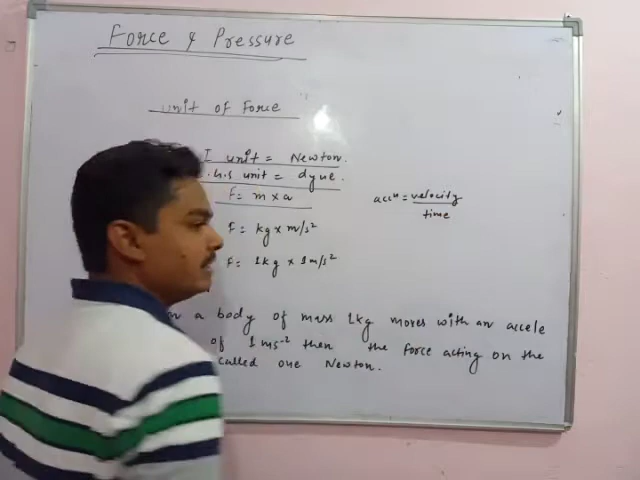 Force & Pressure
unit of Force
I unit = Newton.
.h.s unit = dyne.
F = m × a
accⁿ = velocity
time
F = kg × m/s²
F = 1kg × 1m/s²
a body of mass 1kg moves with an accele
of 1 ms⁻² then the force acting on the
called one Newton.